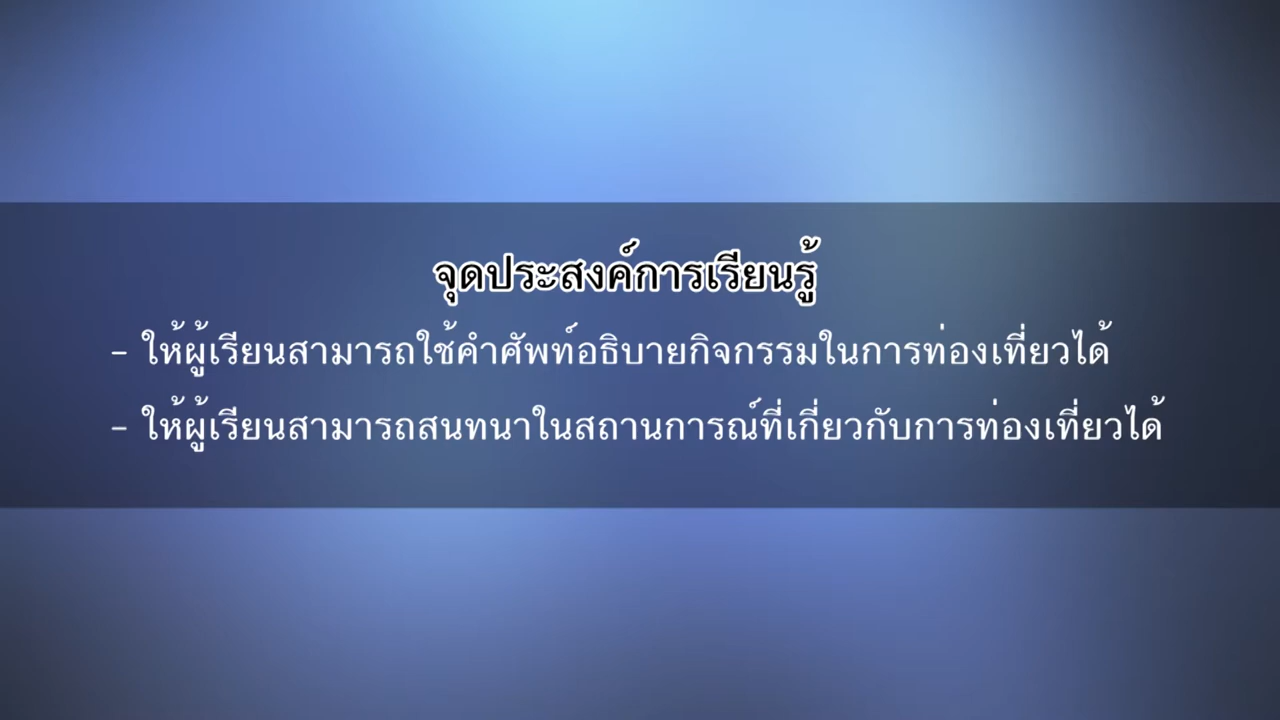 จุดประสงค์การเรียนรู้
- ให้ผู้เรียนสามารถใช้คำศัพท์อธิบายกิจกรรมในการท่องเที่ยวได้
- ให้ผู้เรียนสามารถสนทนาในสถานการณ์ที่เกี่ยวกับการท่องเที่ยวได้